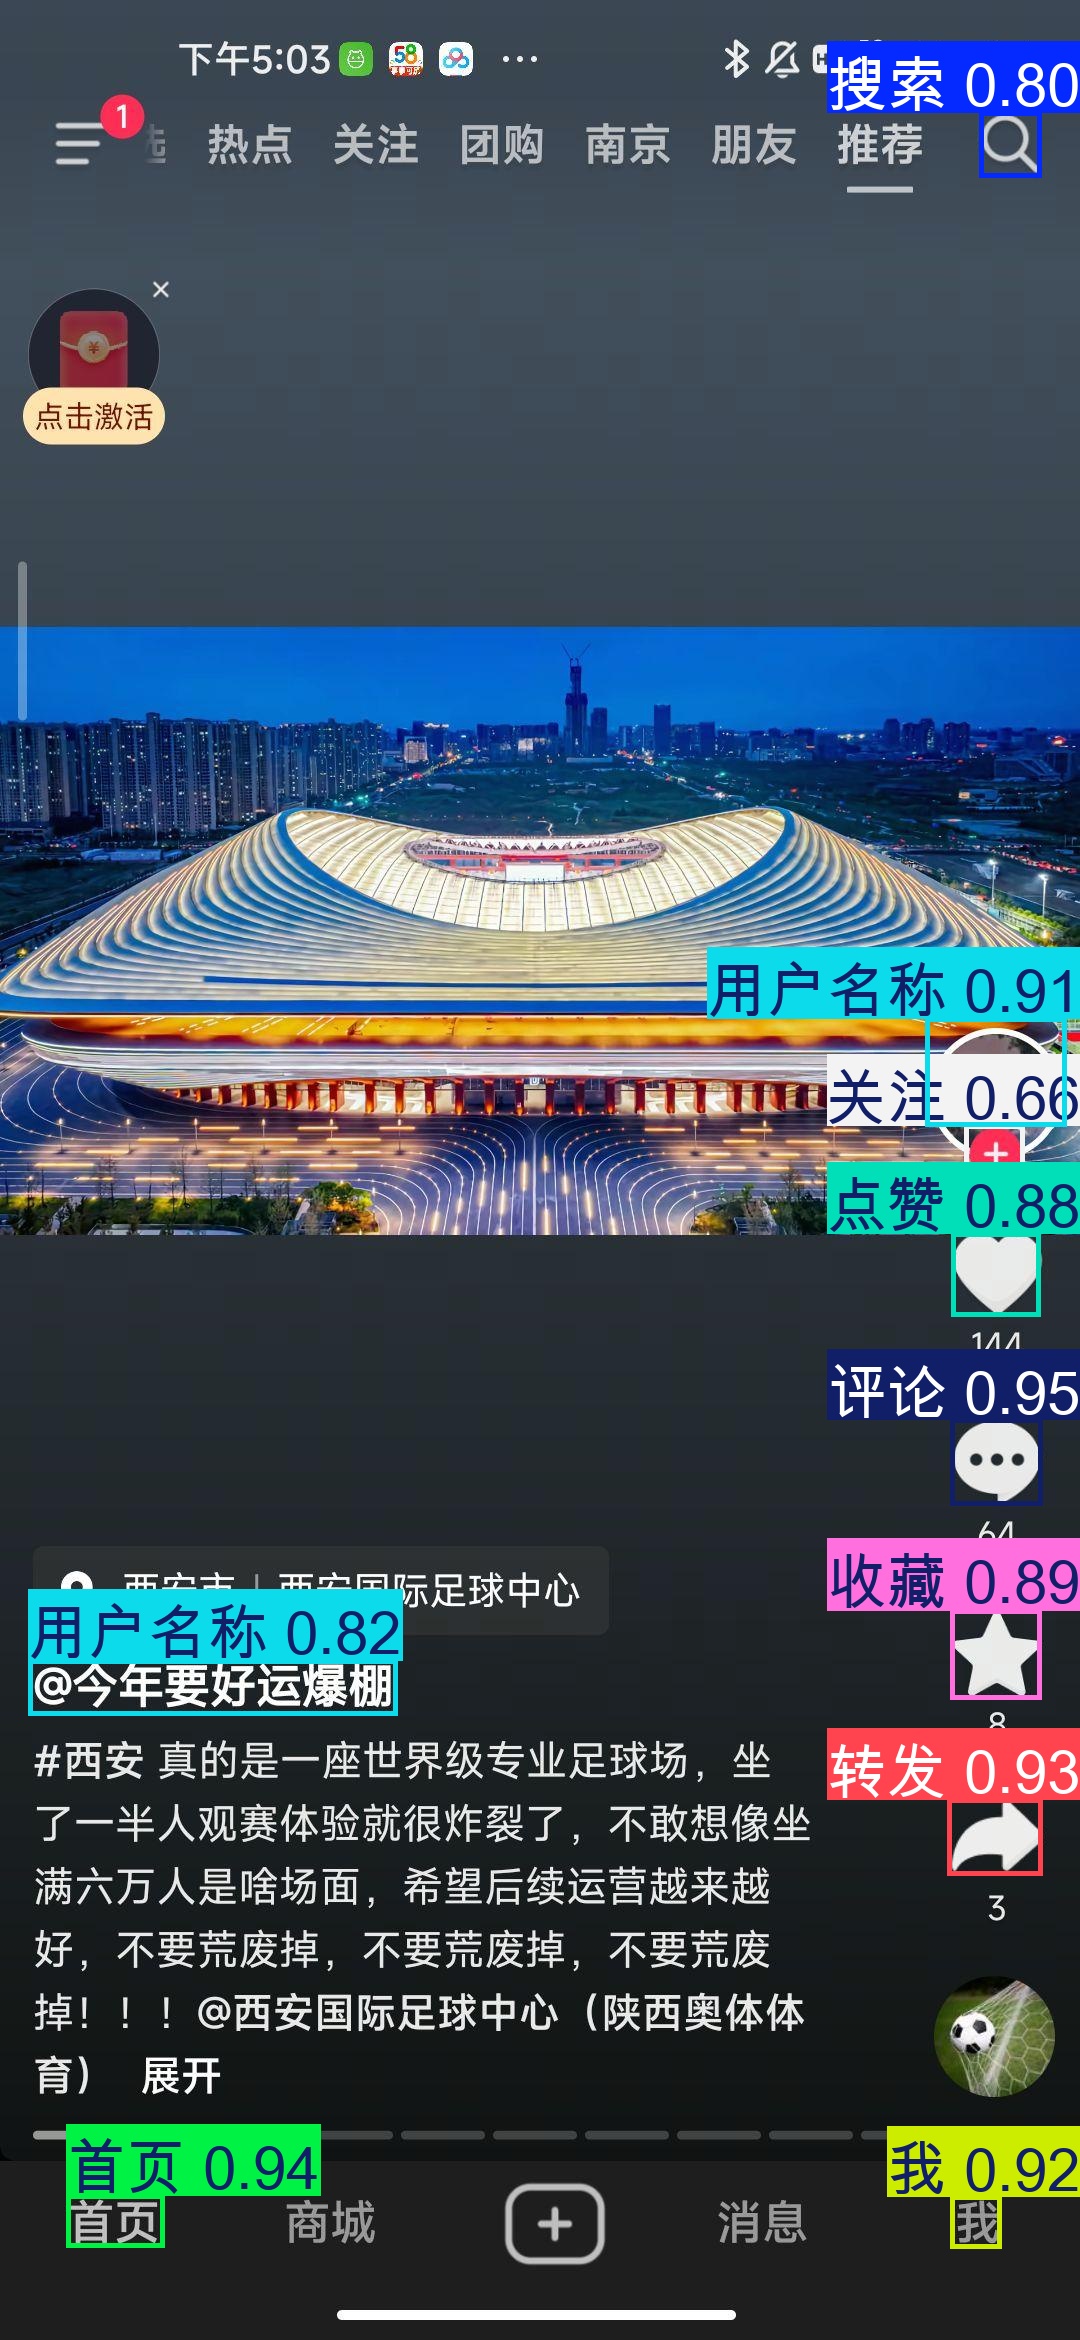 下午5:03
58
搜索 0.80
1
热点 关注 团购 南京 朋友 推荐
点击激活
用户名称 0.91
关注 0.66
点赞 0.88
144
评论 0.95
64
西安市 | 西安国际足球中心
收藏 0.89
用户名称 0.82
@今年要好运爆棚
8
#西安 真的是一座世界级专业足球场，坐
了一半人观赛体验就很炸裂了，不敢想像坐
满六万人是啥场面，希望后续运营越来越
好，不要荒废掉，不要荒废掉，不要荒废
掉！！！@西安国际足球中心（陕西奥体体
育） 展开
转发 0.93
3
首页 0.94
我 0.92
首页 商城 消息 我